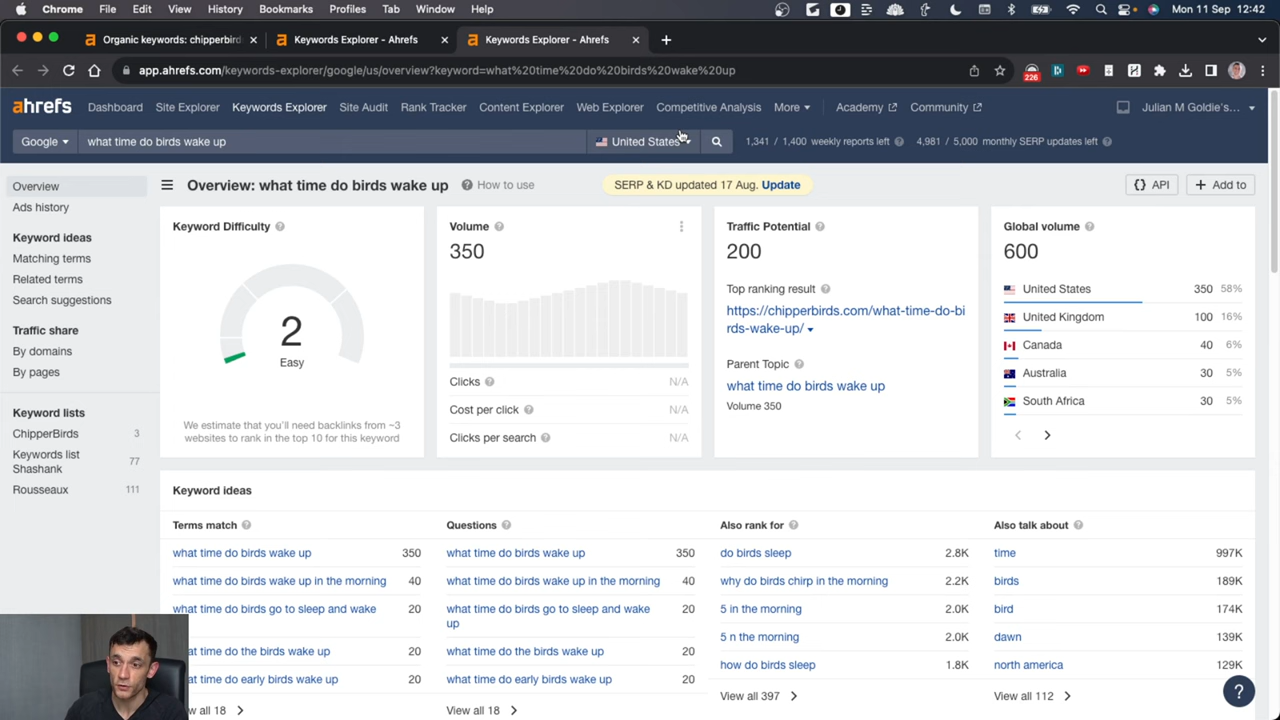 Chrome File Edit View History Bookmarks Profiles Tab Window Help Mon 11 Sep 12:42
Organic keywords: chipperbird
Keywords Explorer - Ahrefs
Keywords Explorer - Ahrefs
app.ahrefs.com/keywords-explorer/google/us/overview?keyword=what%20time%20do%20birds%20wake%20up
226
ahrefs Dashboard Site Explorer Keywords Explorer Site Audit Rank Tracker Content Explorer Web Explorer Competitive Analysis More Academy Community Julian M Goldie's...
Google what time do birds wake up United States 1,341 / 1,400 weekly reports left 4,981 / 5,000 monthly SERP updates left
Overview
Ads history
Keyword ideas
Matching terms
Related terms
Search suggestions
Traffic share
By domains
By pages
Keyword lists
ChipperBirds 3
Keywords list
Shashank 77
Rousseaux 111
Overview: what time do birds wake up How to use SERP & KD updated 17 Aug. Update {} API + Add to
Keyword Difficulty
2
Easy
We estimate that you'll need backlinks from ~3
websites to rank in the top 10 for this keyword
Volume
350
Clicks N/A
Cost per click N/A
Clicks per search N/A
Traffic Potential
200
Top ranking result
https://chipperbirds.com/what-time-do-bi
rds-wake-up/
Parent Topic
what time do birds wake up
Volume 350
Global volume
600
United States 350 58%
United Kingdom 100 16%
Canada 40 6%
Australia 30 5%
South Africa 30 5%
Keyword ideas
Terms match
what time do birds wake up 350
what time do birds wake up in the morning 40
what time do birds go to sleep and wake 20
at time do the birds wake up 20
at time do early birds wake up 20
w all 18
Questions
what time do birds wake up 350
what time do birds wake up in the morning 40
what time do birds go to sleep and wake 20
up
what time do the birds wake up 20
what time do early birds wake up 20
View all 18
Also rank for
do birds sleep 2.8K
why do birds chirp in the morning 2.2K
5 in the morning 2.0K
5 n the morning 2.0K
how do birds sleep 1.8K
View all 397
Also talk about
time 997K
birds 189K
bird 174K
dawn 139K
north america 129K
View all 112
?